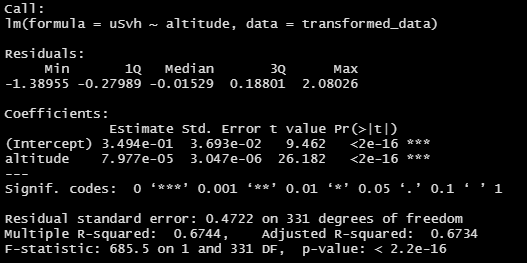 Call:
lm(formula = uSvh ~ altitude, data = transformed_data)
Residuals:
Min 1Q Median 3Q Max
-1.38955 -0.27989 -0.01529 0.18801 2.08026
Coefficients:
Estimate Std. Error t value Pr(>|t|)
(Intercept) 3.494e-01 3.693e-02 9.462 <2e-16 ***
altitude 7.977e-05 3.047e-06 26.182 <2e-16 ***
---
Signif. codes: 0 ‘***’ 0.001 ‘**’ 0.01 ‘*’ 0.05 ‘.’ 0.1 ‘ ’ 1
Residual standard error: 0.4722 on 331 degrees of freedom
Multiple R-squared: 0.6744, Adjusted R-squared: 0.6734
F-statistic: 685.5 on 1 and 331 DF, p-value: < 2.2e-16